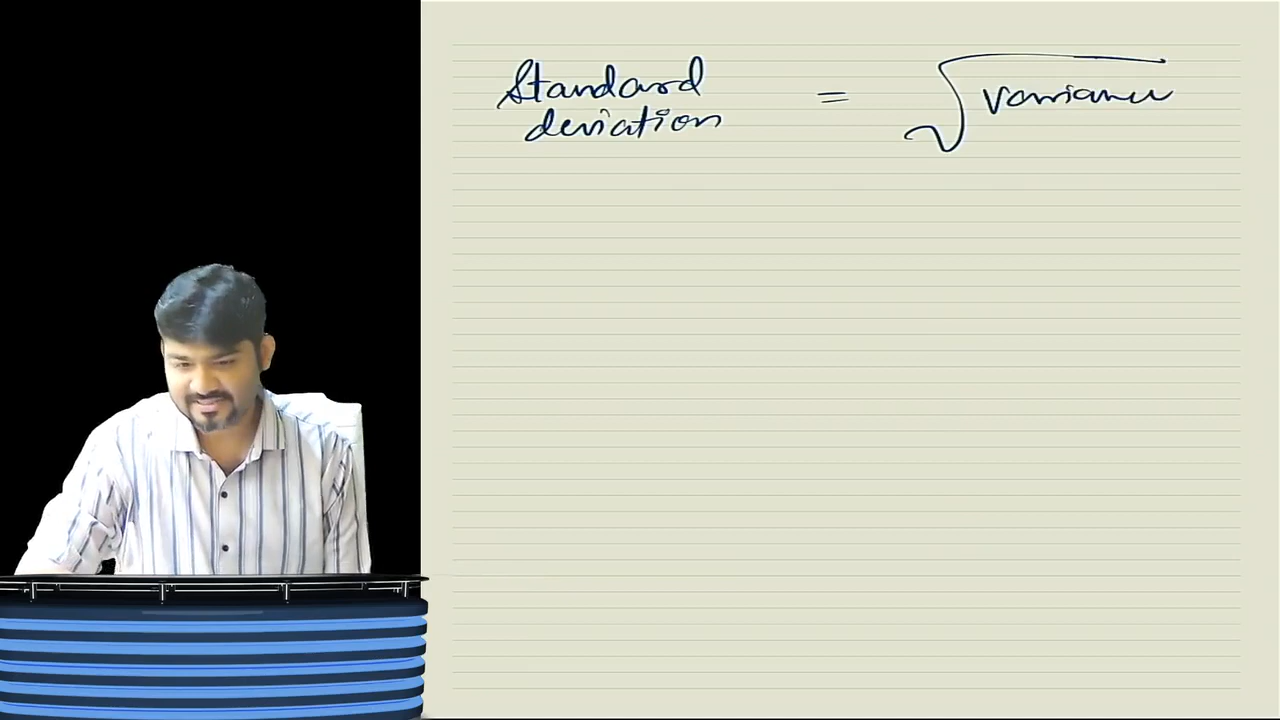 Standard
deviation = √variance